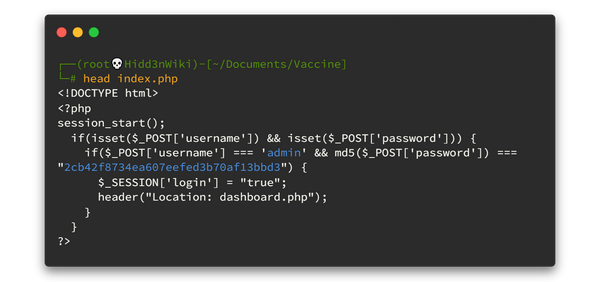 ┌──(root💀Hidd3nWiki)-[~/Documents/Vaccine]
└─# head index.php
<!DOCTYPE html>
<?php
session_start();
  if(isset($_POST['username']) && isset($_POST['password'])) {
    if($_POST['username'] === 'admin' && md5($_POST['password']) ===
"2cb42f8734ea607eefed3b70af13bbd3") {
      $_SESSION['login'] = "true";
      header("Location: dashboard.php");
    }
  }
?>